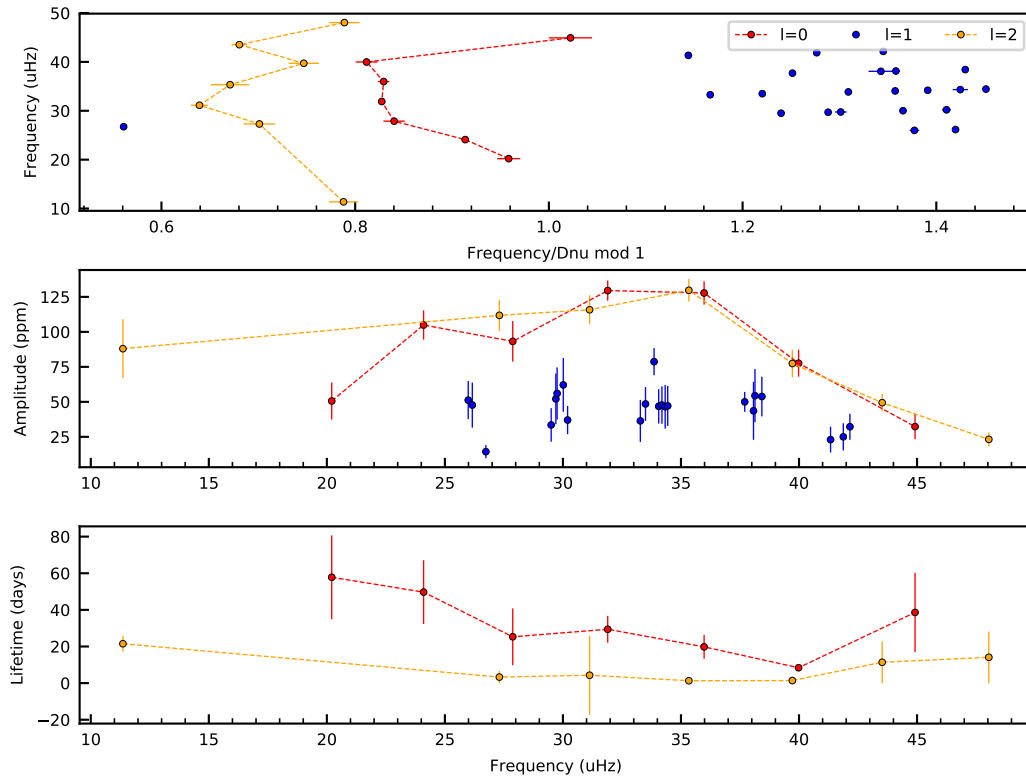 l=0 l=1 l=2
50
40
30
20
10
Frequency (uHz)
0.6 0.8 1.0 1.2 1.4
Frequency/Dnu mod 1
125
100
75
50
25
Amplitude (ppm)
10 15 20 25 30 35 40 45
80
60
40
20
0
−20
Lifetime (days)
10 15 20 25 30 35 40 45
Frequency (uHz)